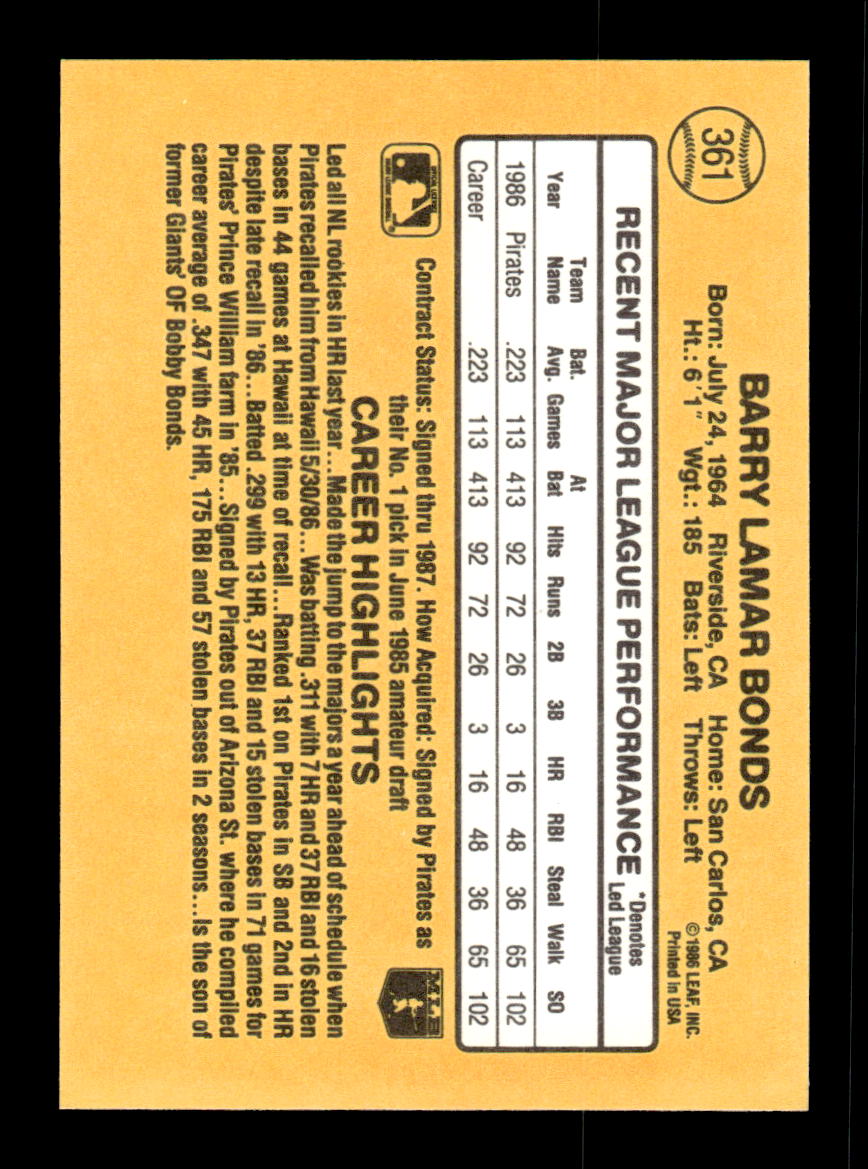 361
BARRY LAMAR BONDS
Born: July 24, 1964 Riverside, CA Home: San Carlos, CA
Ht.: 6'1" Wgt.: 185 Bats: Left Throws: Left
© 1986 LEAF, INC.
Printed in USA
RECENT MAJOR LEAGUE PERFORMANCE *Denotes Led League
Year Team Name Bat. Avg. Games At Bat Hits Runs 2B 3B HR RBI Steal Walk SO
1986 Pirates .223 113 413 92 72 26 3 16 48 36 65 102
Career .223 113 413 92 72 26 3 16 48 36 65 102
Contract Status: Signed thru 1987. How Acquired: Signed by Pirates as
their No. 1 pick in June 1985 amateur draft
MLB
CAREER HIGHLIGHTS
Led all NL rookies in HR last year... Made the jump to the majors a year ahead of schedule when
Pirates recalled him from Hawaii 5/30/86... Was batting .311 with 7 HR and 37 RBI and 16 stolen
bases in 44 games at Hawaii at time of recall... Ranked 1st on Pirates in SB and 2nd in HR
despite late recall in '86... Batted .299 with 13 HR, 37 RBI and 15 stolen bases in 71 games for
Pirates' Prince William farm in '85... Signed by Pirates out of Arizona St. where he compiled
career average of .347 with 45 HR, 175 RBI and 57 stolen bases in 2 seasons... Is the son of
former Giants' OF Bobby Bonds.